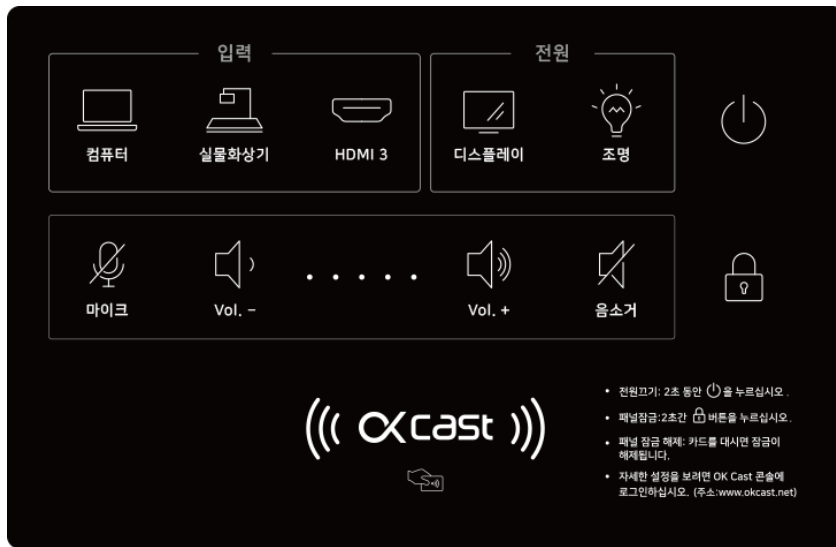 입력
컴퓨터 실물화상기 HDMI 3
전원
디스플레이 조명
마이크 Vol. - Vol. + 음소거
OKcast
• 전원끄기: 2초 동안 을 누르십시오 .
• 패널잠금:2초간 버튼을 누르십시오.
• 패널 잠금 해제: 카드를 대시면 잠금이
해제됩니다.
• 자세한 설정을 보려면 OK Cast 콘솔에
로그인하십시오. (주소:www.okcast.net)